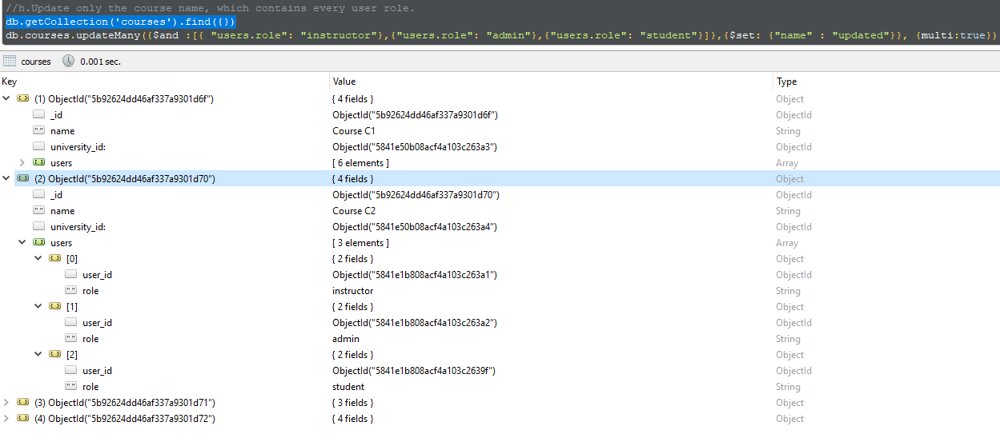 //h.Update only the course name, which contains every user role.
db.getCollection('courses').find({})
db.courses.updateMany({$and :[{ "users.role": "instructor"},{"users.role": "admin"},{"users.role": "student"}]},{$set: {"name" : "updated"}}, {multi:true})
courses 0.001 sec.
Key Value Type
(1) ObjectId("5b92624dd46af337a9301d6f") { 4 fields } Object
_id ObjectId("5b92624dd46af337a9301d6f") ObjectId
" " name Course C1 String
university_id: ObjectId("5841e50b08acf4a103c263a3") ObjectId
users [ 6 elements ] Array
(2) ObjectId("5b92624dd46af337a9301d70") { 4 fields } Object
_id ObjectId("5b92624dd46af337a9301d70") ObjectId
" " name Course C2 String
university_id: ObjectId("5841e50b08acf4a103c263a4") ObjectId
users [ 3 elements ] Array
[0] { 2 fields } Object
user_id ObjectId("5841e1b808acf4a103c263a1") ObjectId
" " role instructor String
[1] { 2 fields } Object
user_id ObjectId("5841e1b808acf4a103c263a2") ObjectId
" " role admin String
[2] { 2 fields } Object
user_id ObjectId("5841e1b808acf4a103c2639f") ObjectId
" " role student String
(3) ObjectId("5b92624dd46af337a9301d71") { 3 fields } Object
(4) ObjectId("5b92624dd46af337a9301d72") { 4 fields } Object